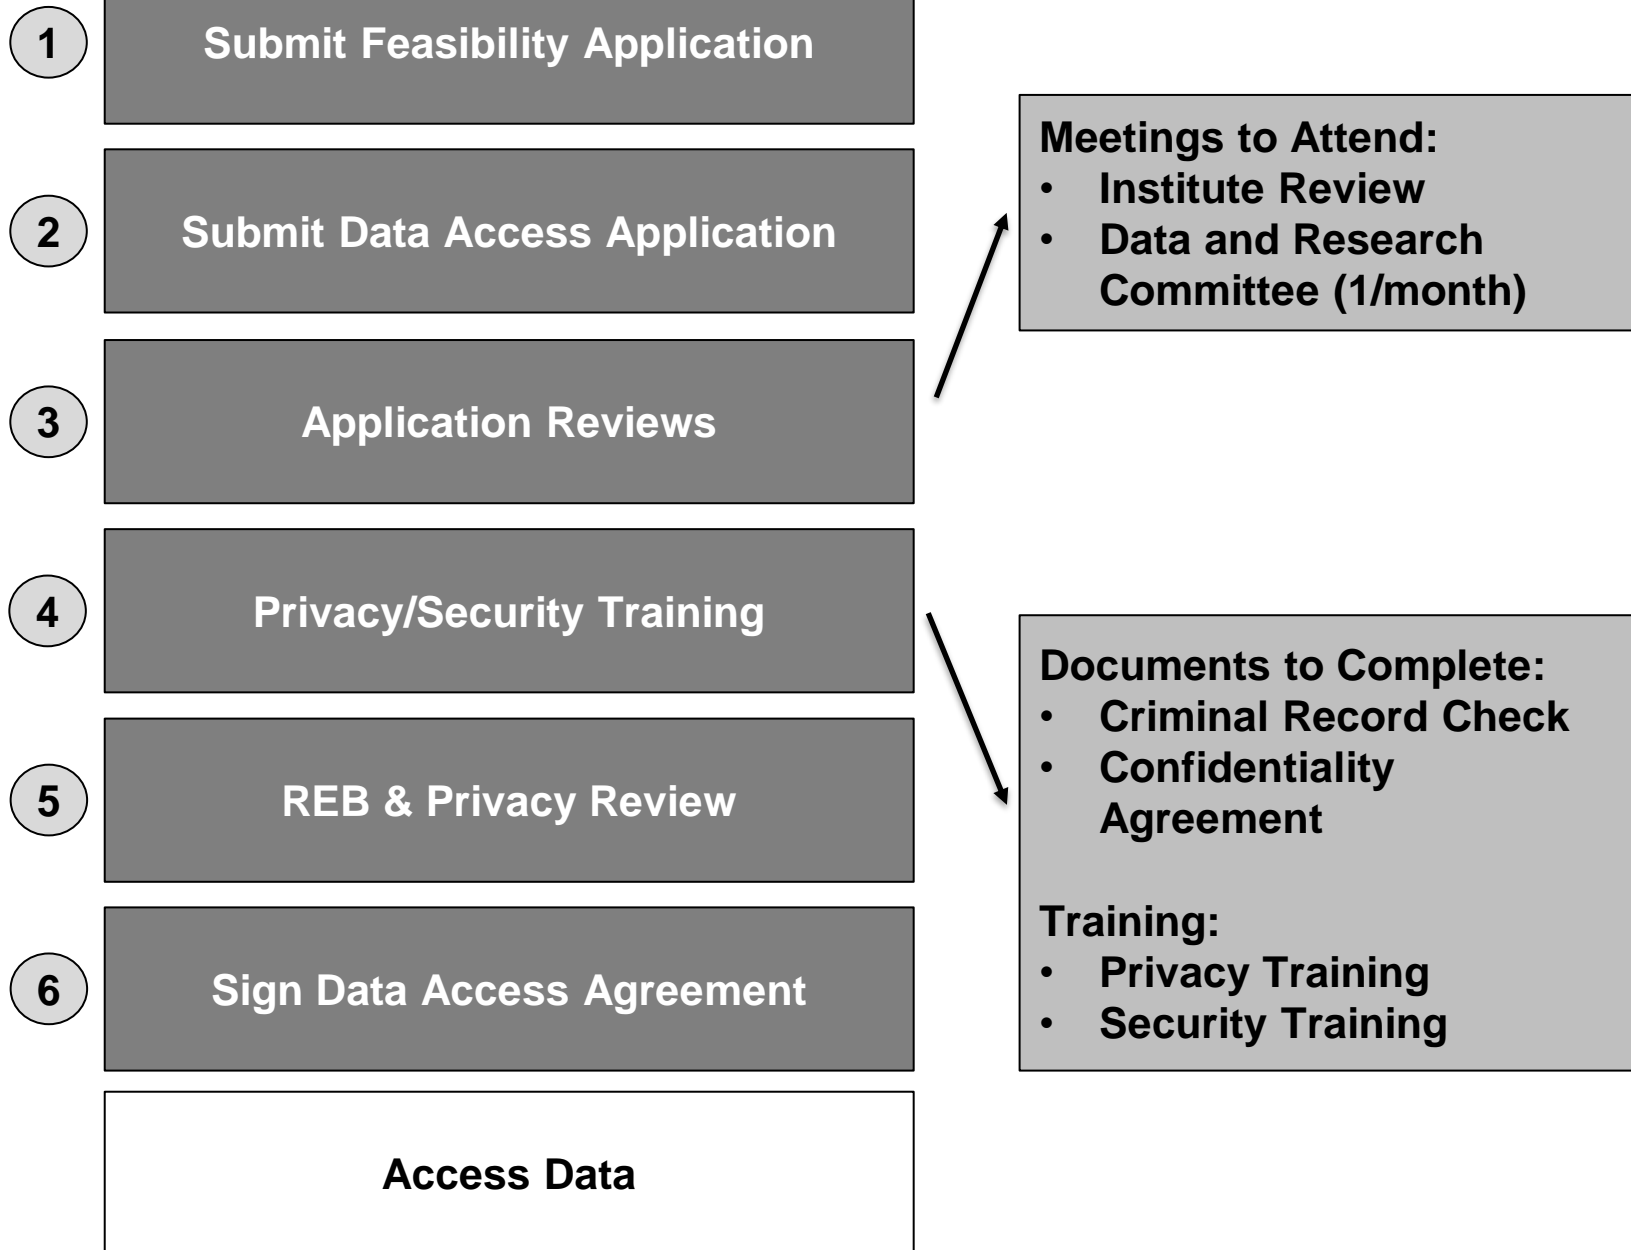 1
Submit Feasibility Application
2
Submit Data Access Application
3
Application Reviews
4
Privacy/Security Training
5
REB & Privacy Review
6
Sign Data Access Agreement
Access Data
Meetings to Attend:
• Institute Review
• Data and Research
Committee (1/month)
Documents to Complete:
• Criminal Record Check
• Confidentiality
Agreement
Training:
• Privacy Training
• Security Training